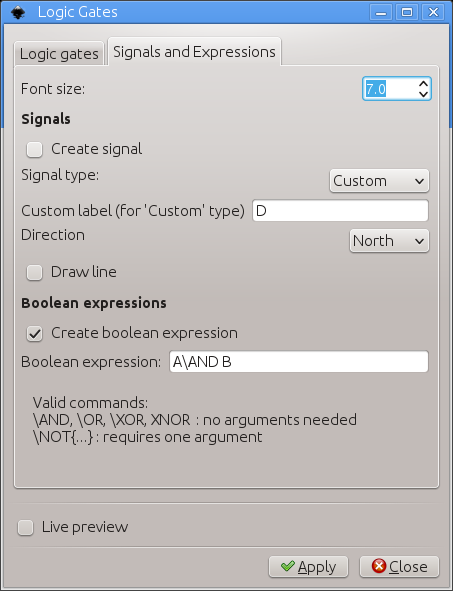 Logic Gates
Logic gates
Signals and Expressions
Font size:
7.0
Signals
Create signal
Signal type:
Custom
Custom label (for 'Custom' type)
D
Direction
North
Draw line
Boolean expressions
Create boolean expression
Boolean expression:
A\AND B
Valid commands:
\AND, \OR, \XOR, XNOR : no arguments needed
\NOT{...} : requires one argument
Live preview
Apply
Close